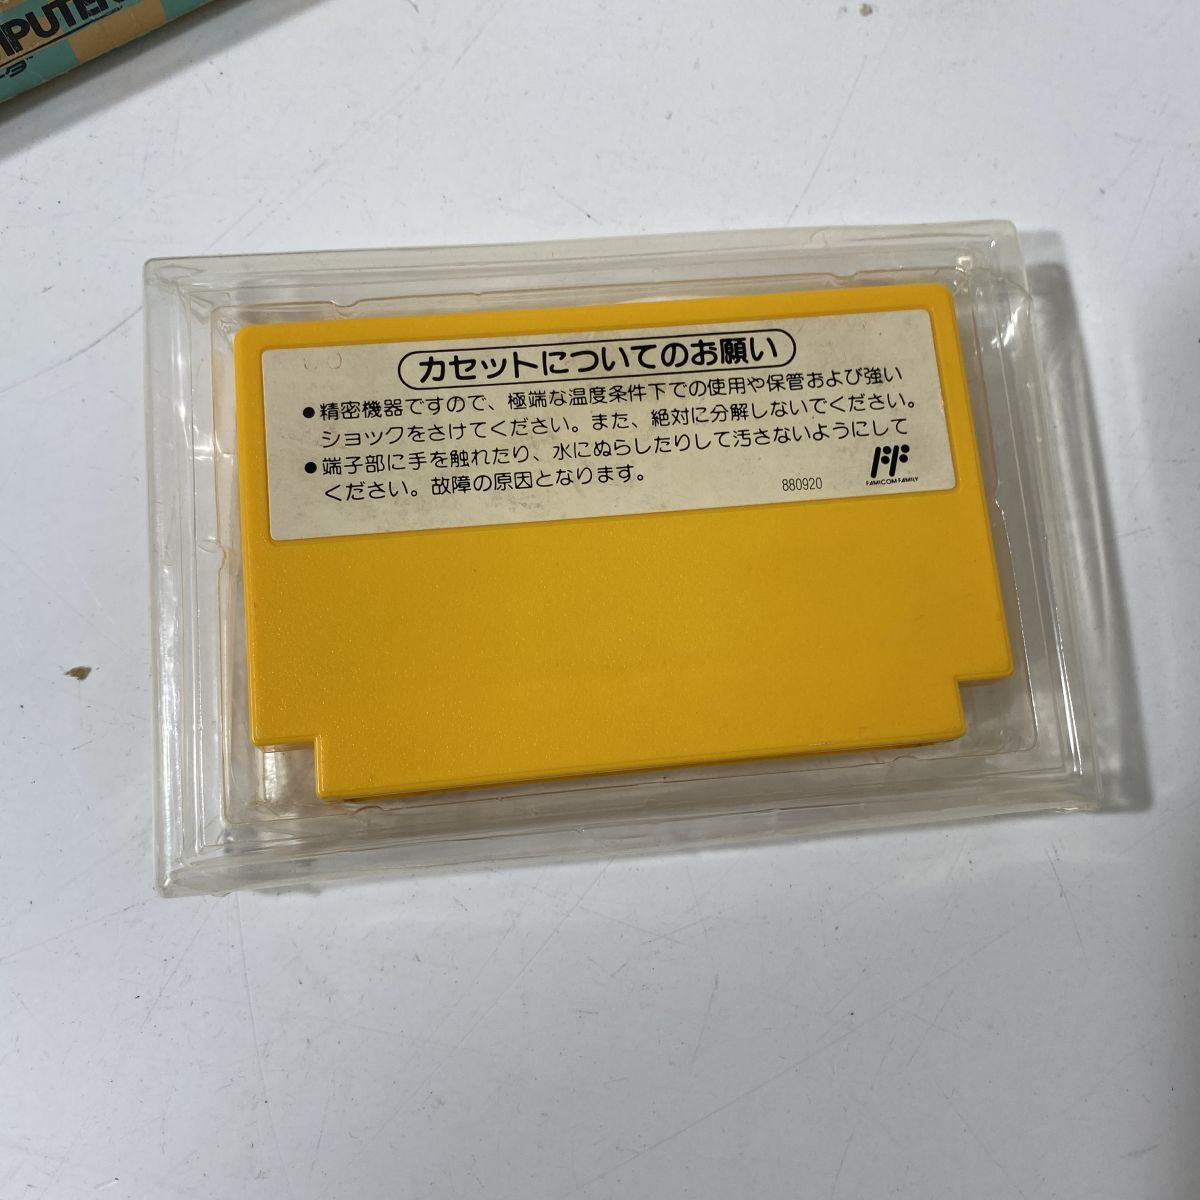 カセットについてのお願い
●精密機器ですので、極端な温度条件下での使用や保管および強い
ショックをさけてください。また、絶対に分解しないでください。
●端子部に手を触れたり、水にぬらしたりして汚さないようにして
ください。故障の原因となります。
880920
FF
FAMICOM FAMILY